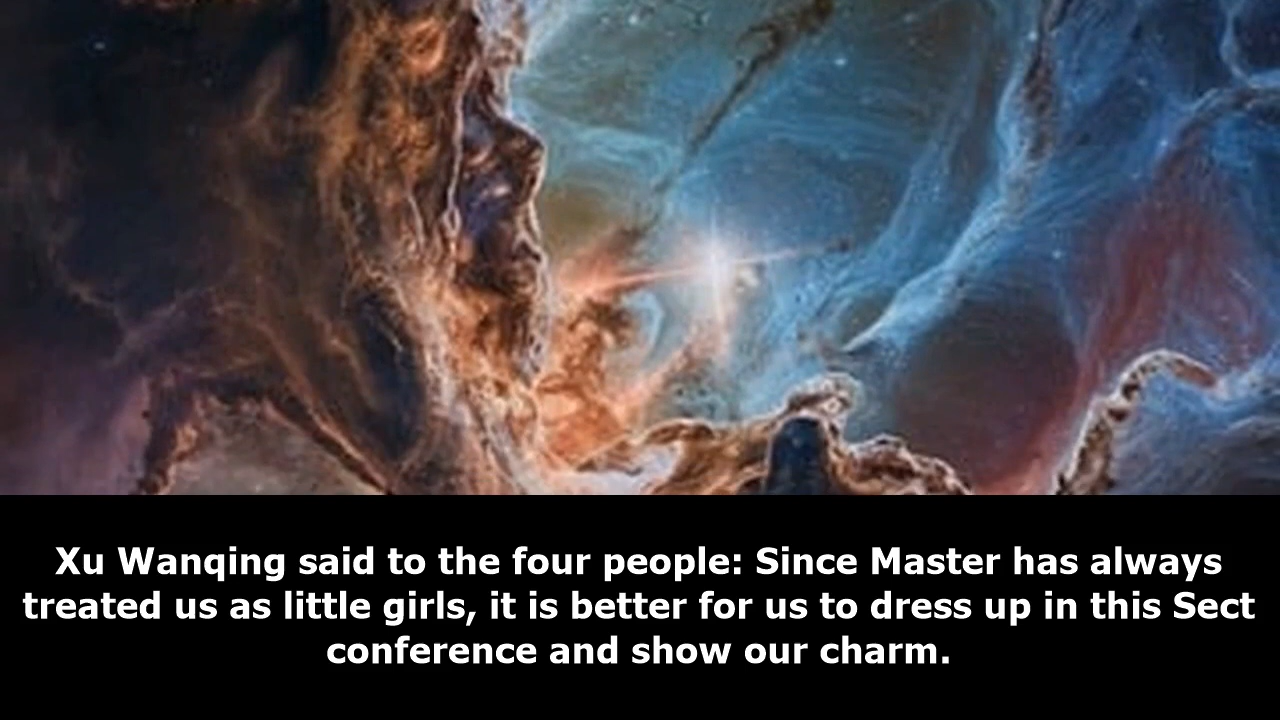 Xu Wanqing said to the four people: Since Master has always
treated us as little girls, it is better for us to dress up in this Sect
conference and show our charm.